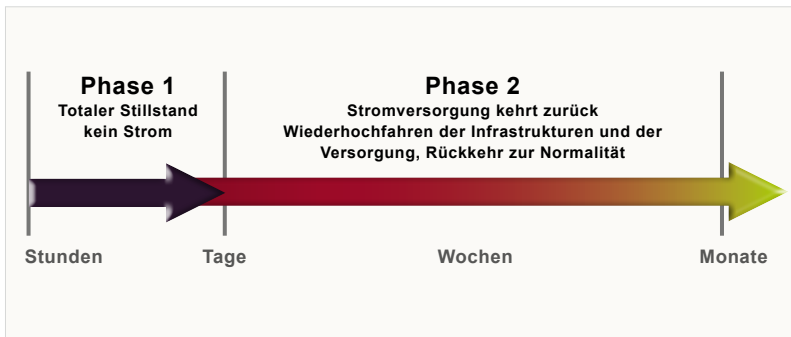 Phase 1
Totaler Stillstand
kein Strom
Phase 2
Stromversorgung kehrt zurück
Wiederhochfahren der Infrastrukturen und der
Versorgung, Rückkehr zur Normalität
Stunden
Tage
Wochen
Monate